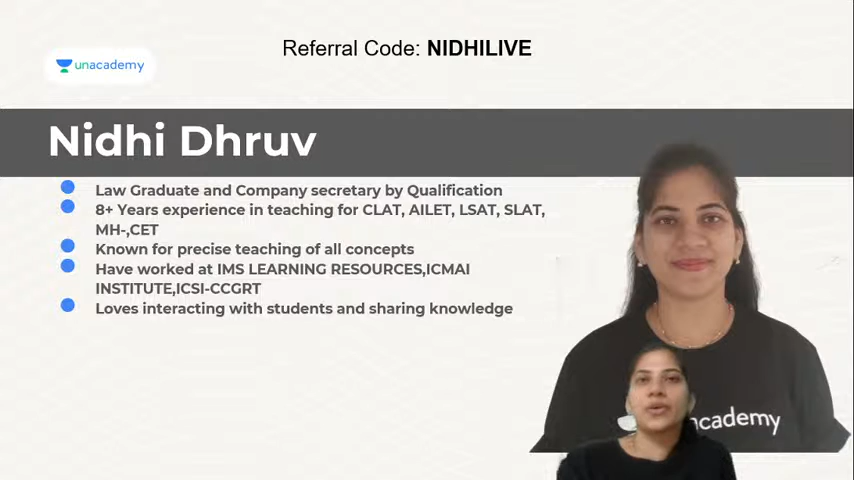 Referral Code: NIDHILIVE
unacademy
Nidhi Dhruv
Law Graduate and Company secretary by Qualification
8+ Years experience in teaching for CLAT, AILET, LSAT, SLAT,
MH-,CET
Known for precise teaching of all concepts
Have worked at IMS LEARNING RESOURCES,ICMAI
INSTITUTE,ICSI-CCGRT
Loves interacting with students and sharing knowledge
academy